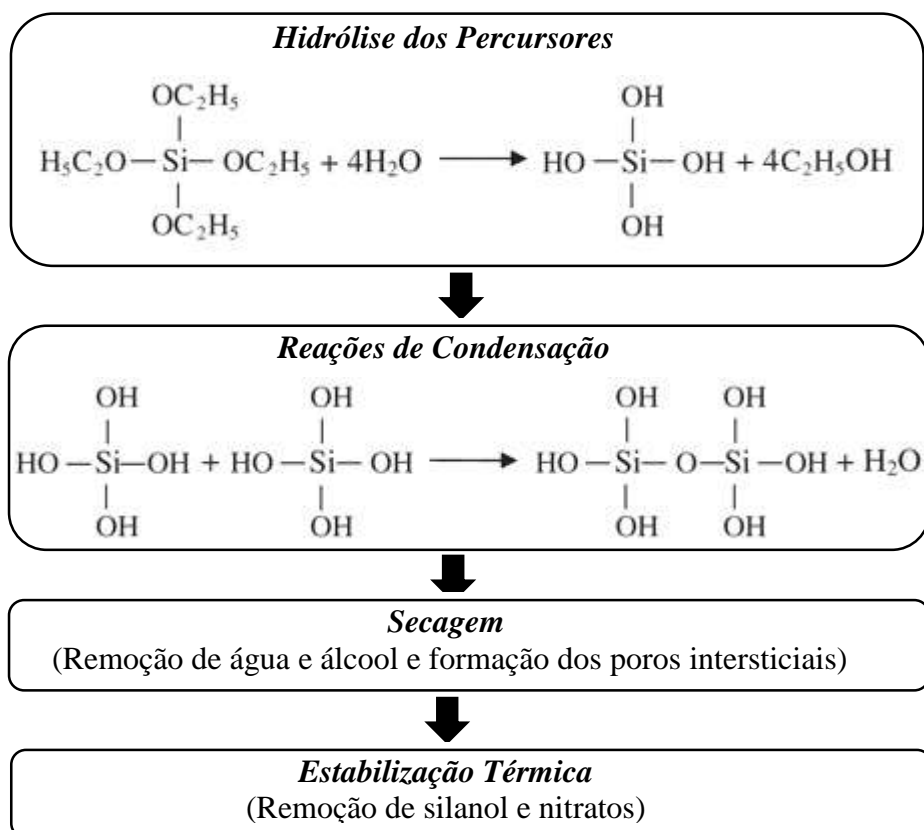 Hidrólise dos Percursores
OC₂H₅
H₅C₂O—Si—OC₂H₅ + 4H₂O ⟶ HO—Si—OH + 4C₂H₅OH
OC₂H₅
OH
OH
Reações de Condensação
OH OH OH OH
HO—Si—OH + HO—Si—OH ⟶ HO—Si—O—Si—OH + H₂O
OH OH OH OH
Secagem
(Remoção de água e álcool e formação dos poros intersticiais)
Estabilização Térmica
(Remoção de silanol e nitratos)